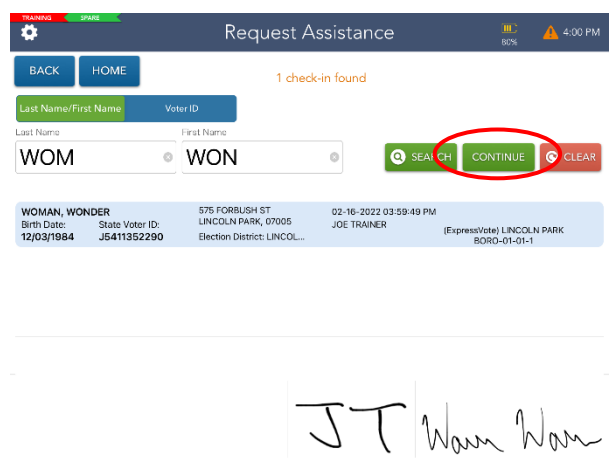 TRAINING SPARE
Request Assistance
80%
4:00 PM
BACK HOME
1 check-in found
Last Name/First Name Voter ID
Last Name First Name
WOM WON SEARCH CONTINUE CLEAR
WOMAN, WONDER 575 FORBUSH ST 02-16-2022 03:59:49 PM
Birth Date: State Voter ID: LINCOLN PARK, 07005 JOE TRAINER
12/03/1984 J5411352290 Election District: LINCOL... (ExpressVote) LINCOLN PARK
BORO-01-01-1
JT